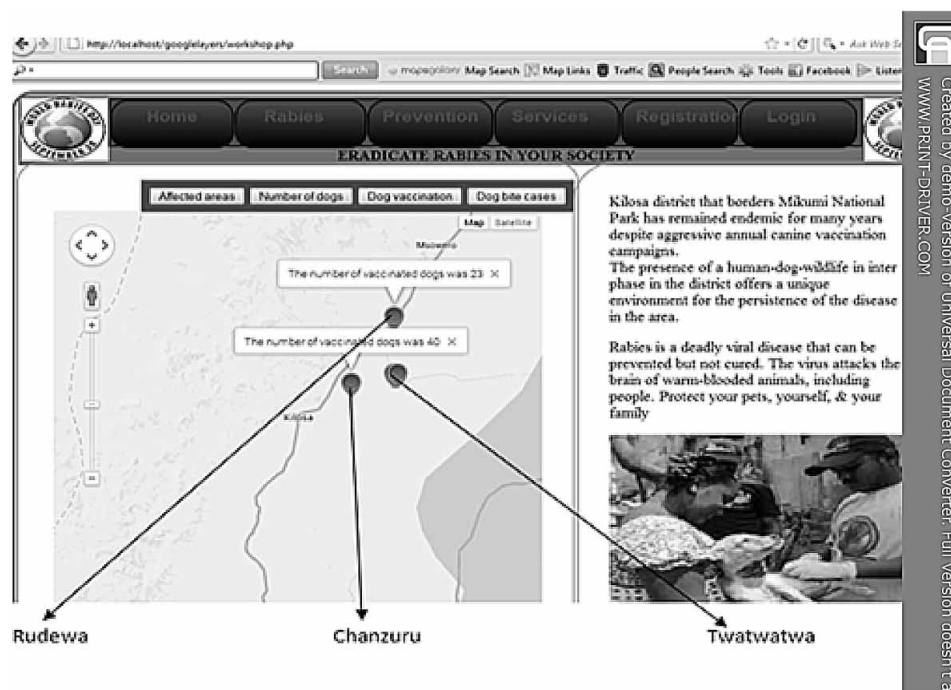 http://localhost/googlelayers/workshop.php
Search
Map Search Map Links Traffic People Search Tools Facebook Listen
WORLD RABIES DAY
SEPTEMBER 28
Home Rabies Prevention Services Registration Login
ERADICATE RABIES IN YOUR SOCIETY
Affected areas Number of dogs Dog vaccination Dog bite cases
Map Satellite
The number of vaccinated dogs was 23 ×
The number of vaccinated dogs was 40 ×
Kilosa
Kilosa district that borders Mikumi National
Park has remained endemic for many years
despite aggressive annual canine vaccination
campaigns.
The presence of a human-dog-wildlife in inter
phase in the district offers a unique
environment for the persistence of the disease
in the area.
Rabies is a deadly viral disease that can be
prevented but not cured. The virus attacks the
brain of warm-blooded animals, including
people. Protect your pets, yourself, & your
family
Rudewa
Chanzuru
Twatwatwa
Created by demo version of Universal Document Converter. Full version doesn't a
WWW.PRINT-DRIVER.COM